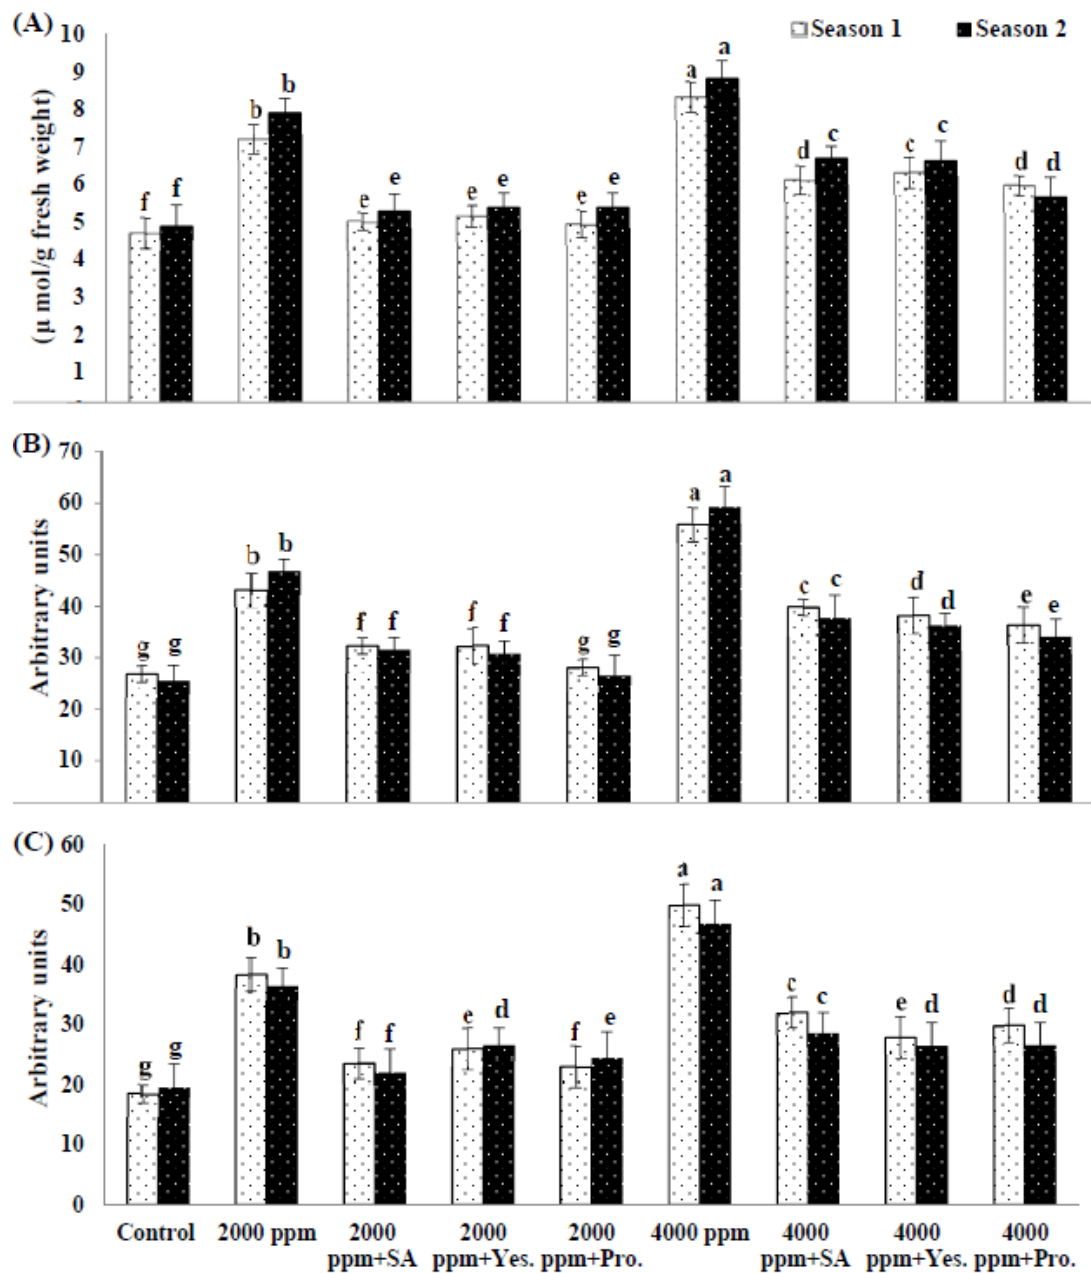 (A)
Season 1 Season 2
(μ mol/g fresh weight)
10
9
8
7
6
5
4
3
2
1
f f b b e e e e e e a a d c c c d d
(B)
Arbitrary units
70
60
50
40
30
20
10
g g b b f f f f g g a a c c d d e e
(C)
Arbitrary units
60
50
40
30
20
10
0
g g b b f f e d f e a a c c e d d d
Control 2000 ppm 2000 2000 2000 4000 ppm 4000 4000 4000
ppm+SA ppm+Yes. ppm+Pro. ppm+SA ppm+Yes. ppm+Pro.